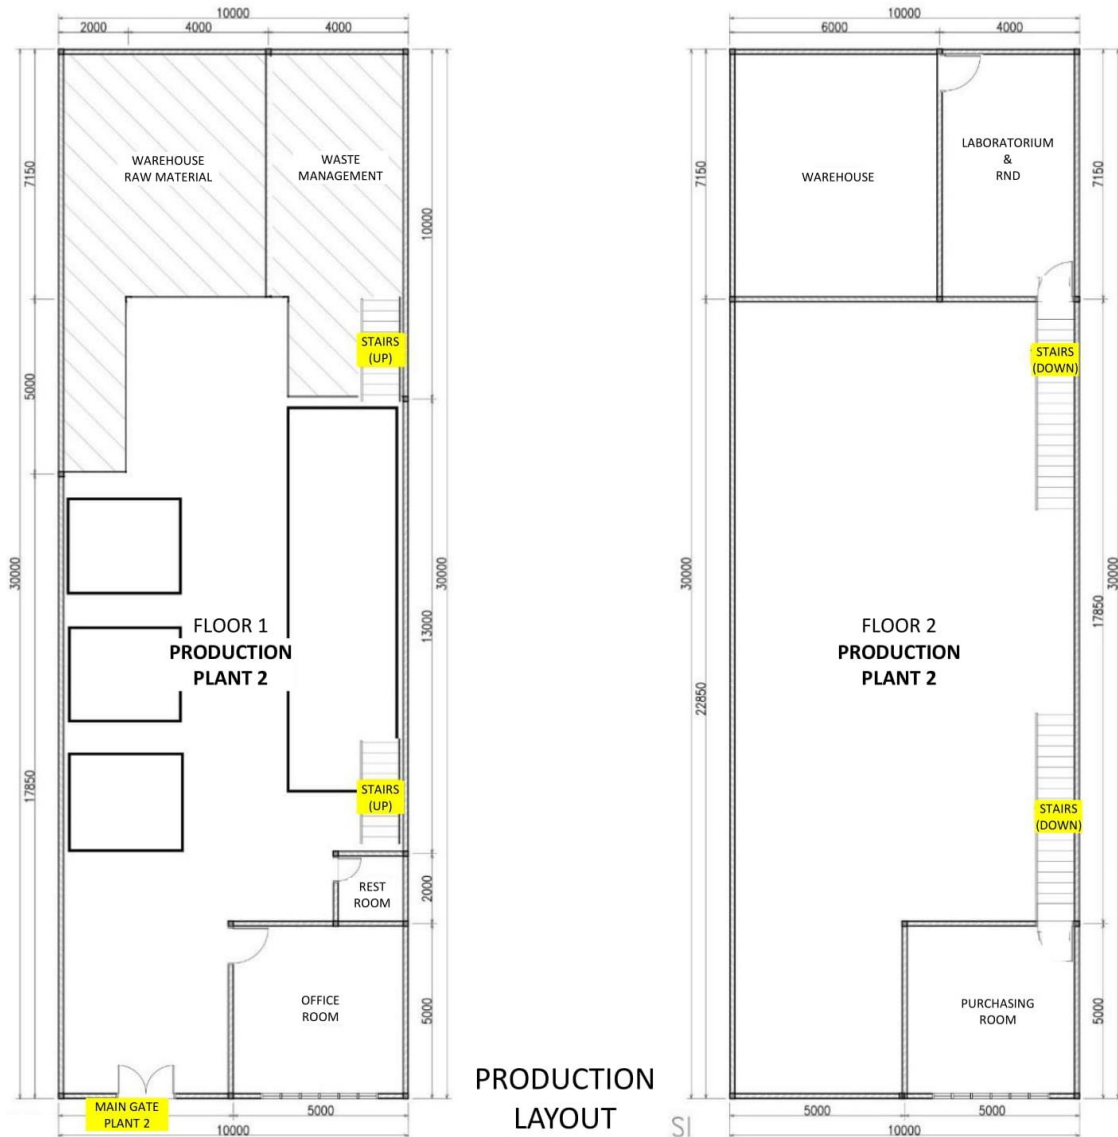 10000
2000 4000 4000
7150
5000
17850
30000
WAREHOUSE
RAW MATERIAL
WASTE
MANAGEMENT
STAIRS
(UP)
FLOOR 1
PRODUCTION
PLANT 2
STAIRS
(UP)
REST
ROOM
OFFICE
ROOM
MAIN GATE
PLANT 2
10000
13000
2000
5000
30000
5000
10000
PRODUCTION
LAYOUT
SI
10000
6000 4000
7150
22850
30000
WAREHOUSE
LABORATORIUM
&
RND
STAIRS
(DOWN)
FLOOR 2
PRODUCTION
PLANT 2
STAIRS
(DOWN)
PURCHASING
ROOM
7150
17850
5000
30000
5000 5000
10000